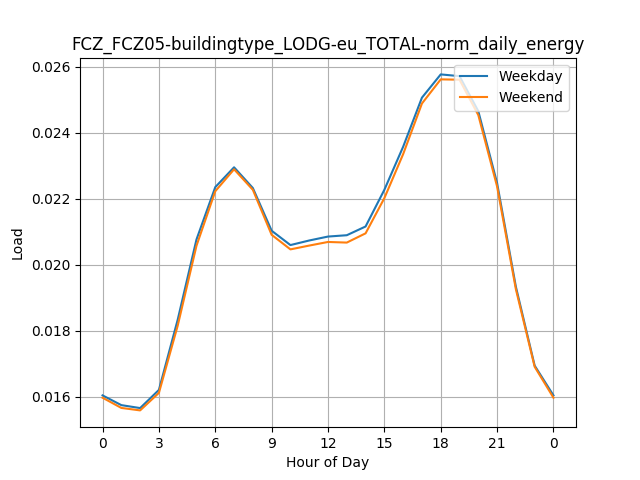 FCZ_FCZ05-buildingtype_LODG-eu_TOTAL-norm_daily_energy
Weekday
Weekend
0.026
0.024
0.022
0.020
0.018
0.016
Load
0 3 6 9 12 15 18 21 0
Hour of Day